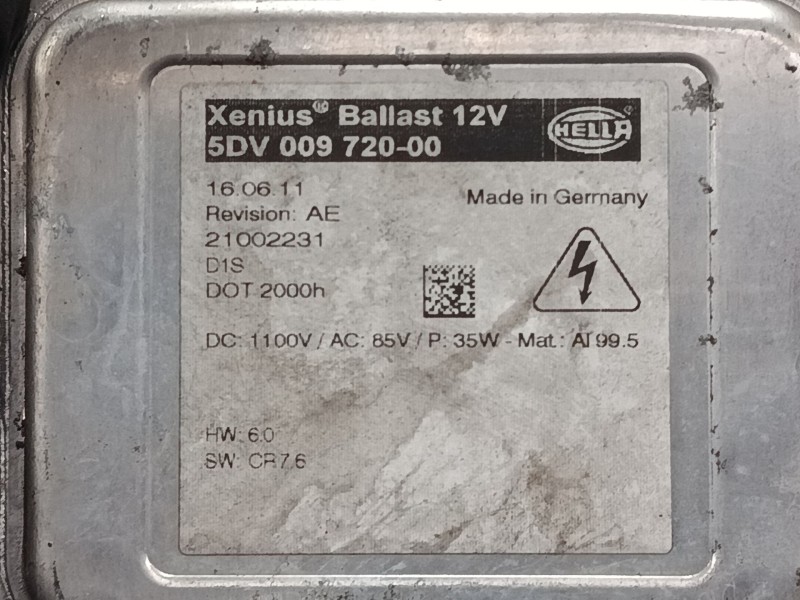 Xenius® Ballast 12V
5DV 009 720-00
HELLA®
16.06.11
Made in Germany
Revision: AE
21002231
D1S
DOT 2000h
DC: 1100V / AC: 85V / P: 35W - Mat.: Al 99.5
HW: 6.0
SW: CR7.6